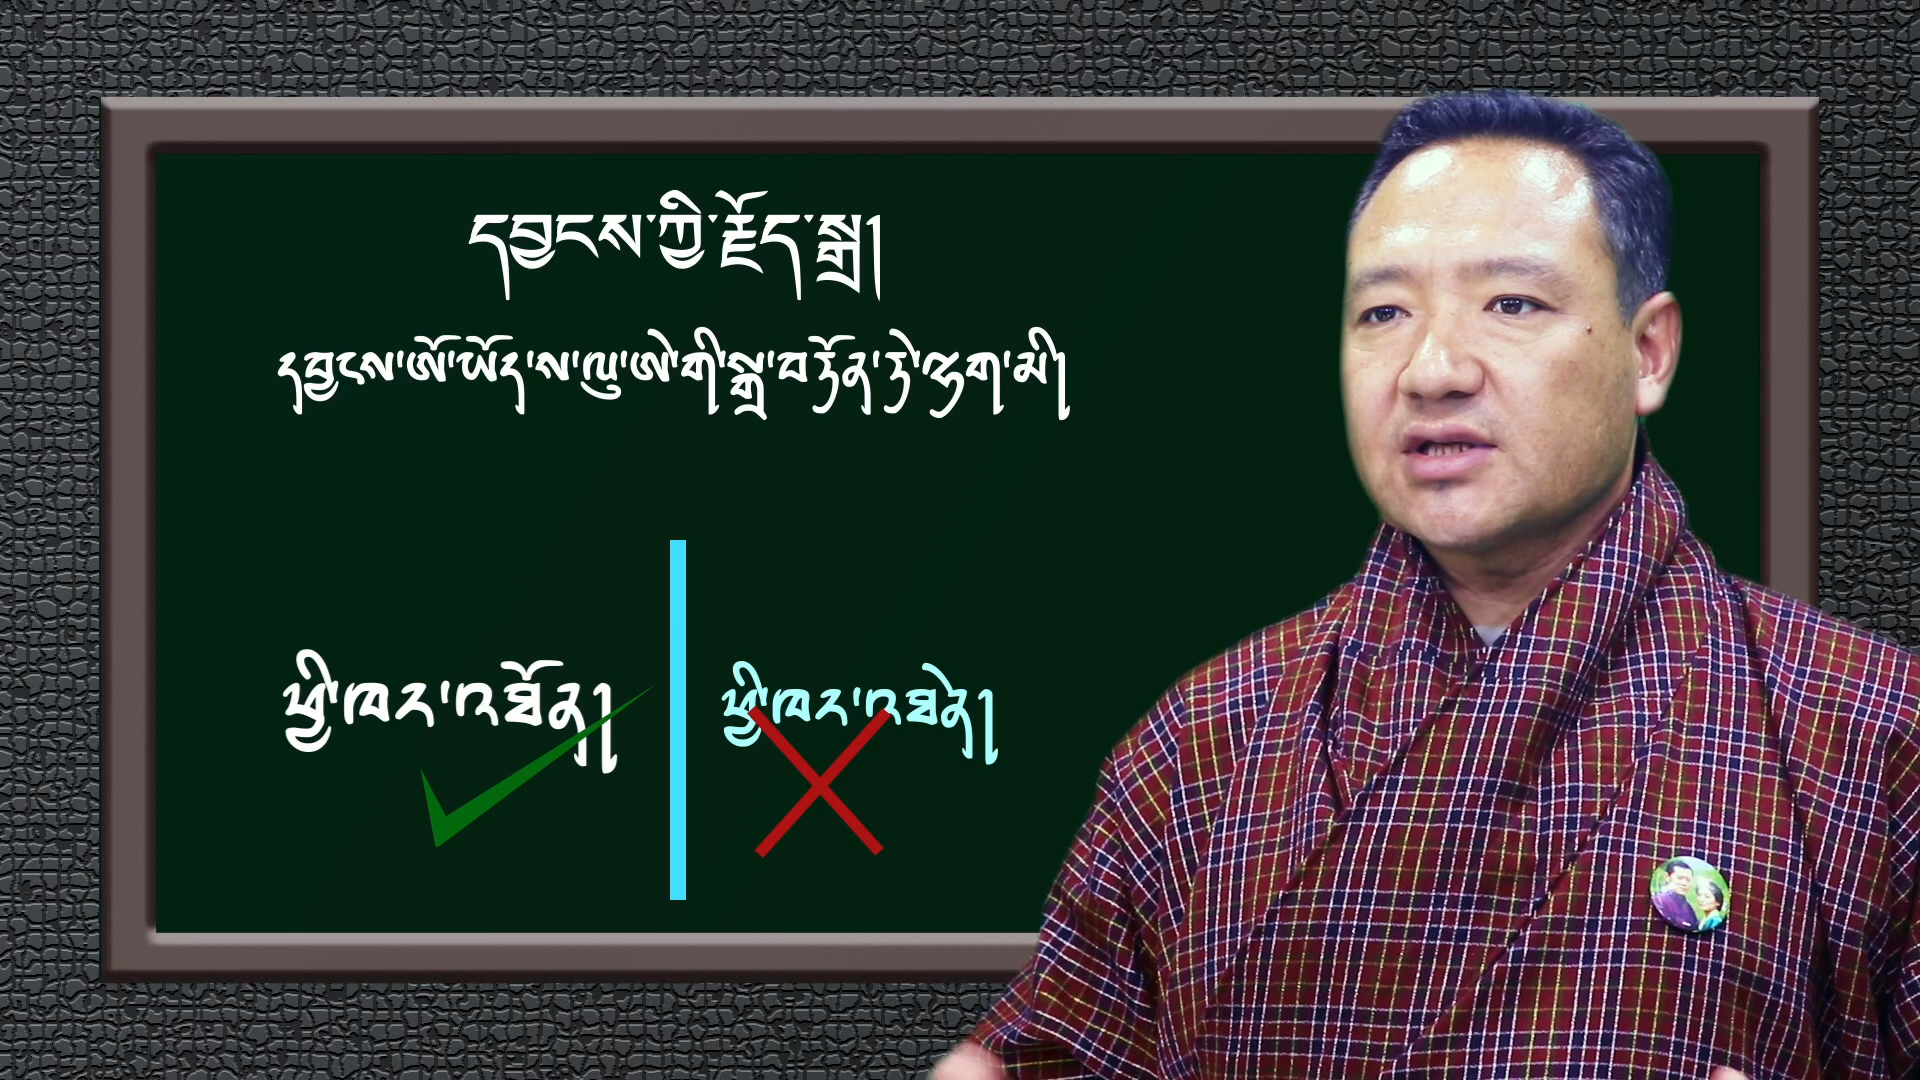 དབྱངས་ཀྱི་རྗོད་སྒྲ།
དབྱངས་ཨོ་ཡོད་ས་ལུ་ཨེ་གི་སྒྲ་བཏོན་ཏེ་ལྷག་མི།
ཕྱི་ཁར་འཐོན།
ཕྱི་ཁར་འཐེན།